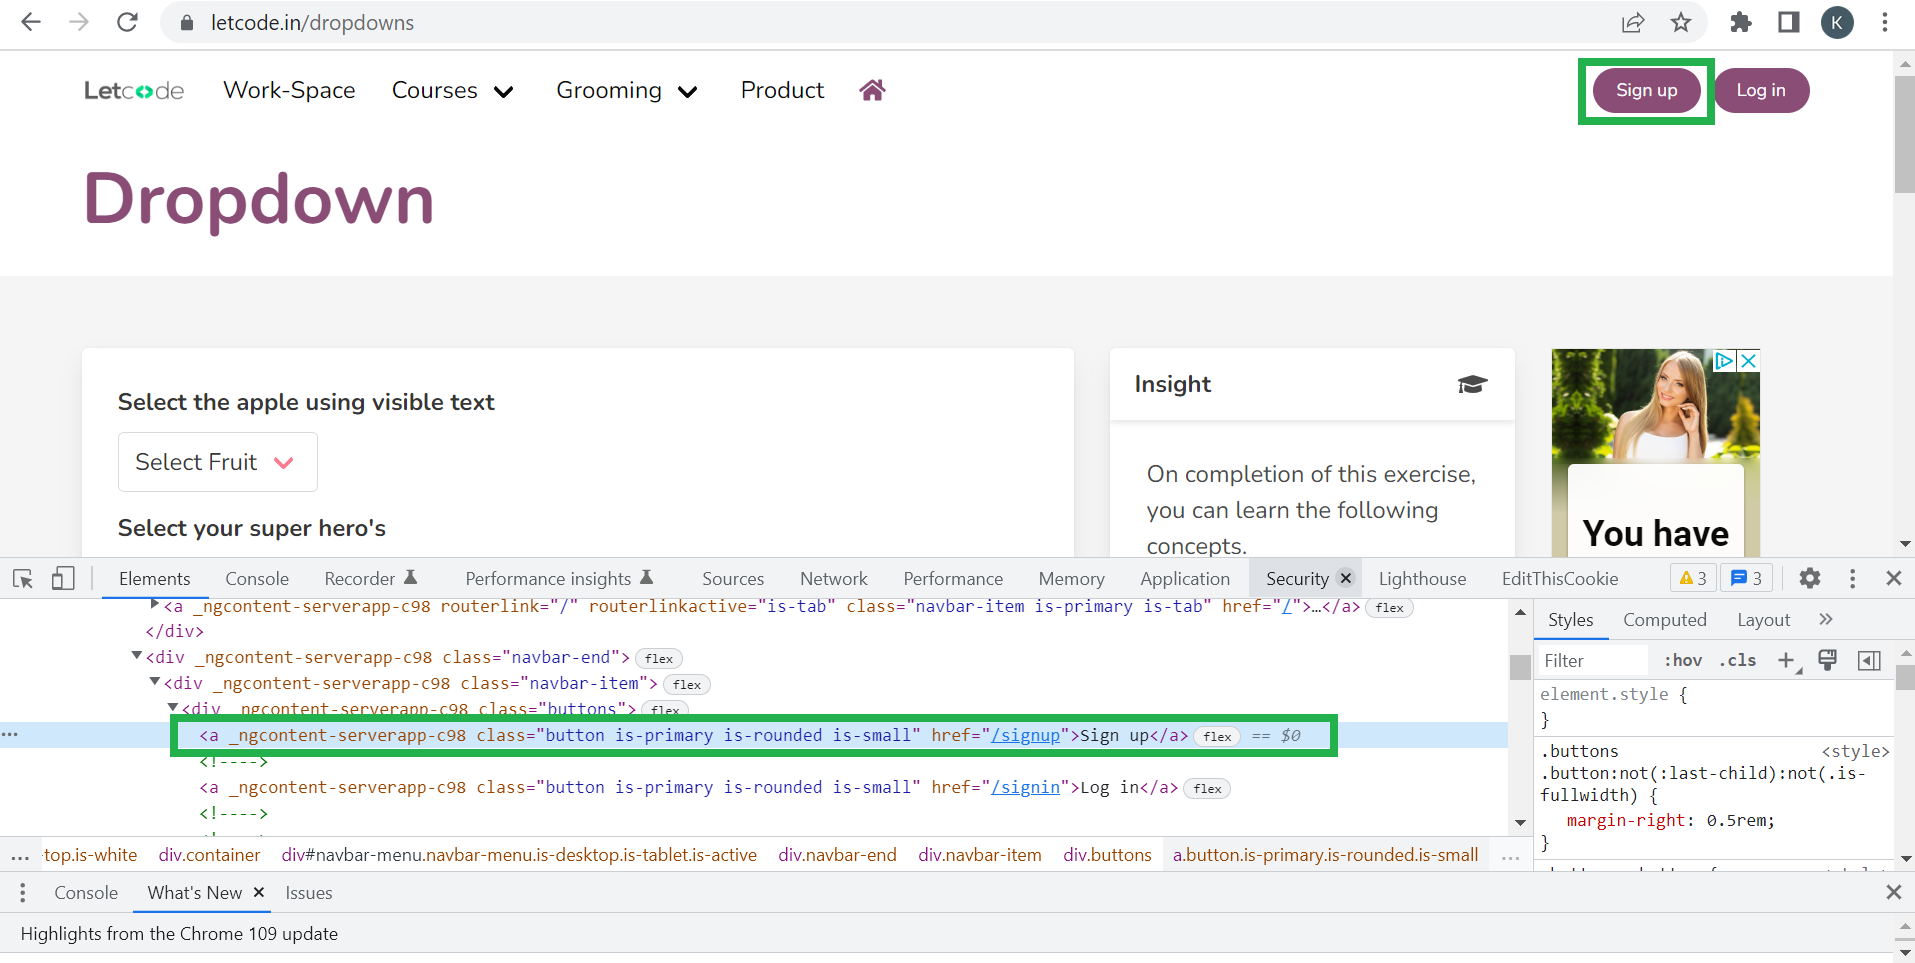 letcode.in/dropdowns
K
Letcode Work-Space Courses Grooming Product Sign up Log in
Dropdown
Select the apple using visible text
Select Fruit
Select your super hero's
Insight
On completion of this exercise,
you can learn the following
concepts.
You have
Elements Console Recorder Performance insights Sources Network Performance Memory Application Security Lighthouse EditThisCookie 3 3
<a _ngcontent-serverapp-c98 routerlink="/" routerlinkactive="is-tab" class="navbar-item is-primary is-tab" href="/">…</a> flex
</div>
<div _ngcontent-serverapp-c98 class="navbar-end"> flex
<div _ngcontent-serverapp-c98 class="navbar-item"> flex
<div _ngcontent-serverapp-c98 class="buttons"> flex
… <a _ngcontent-serverapp-c98 class="button is-primary is-rounded is-small" href="/signup">Sign up</a> flex == $0
<!---->
<a _ngcontent-serverapp-c98 class="button is-primary is-rounded is-small" href="/signin">Log in</a> flex
<!---->
... top.is-white div.container div#navbar-menu.navbar-menu.is-desktop.is-tablet.is-active div.navbar-end div.navbar-item div.buttons a.button.is-primary.is-rounded.is-small ...
Styles Computed Layout »
Filter :hov .cls +
element.style {
}
.buttons <style>
.button:not(:last-child):not(.is-
fullwidth) {
margin-right: 0.5rem;
}
Console What's New × Issues
Highlights from the Chrome 109 update